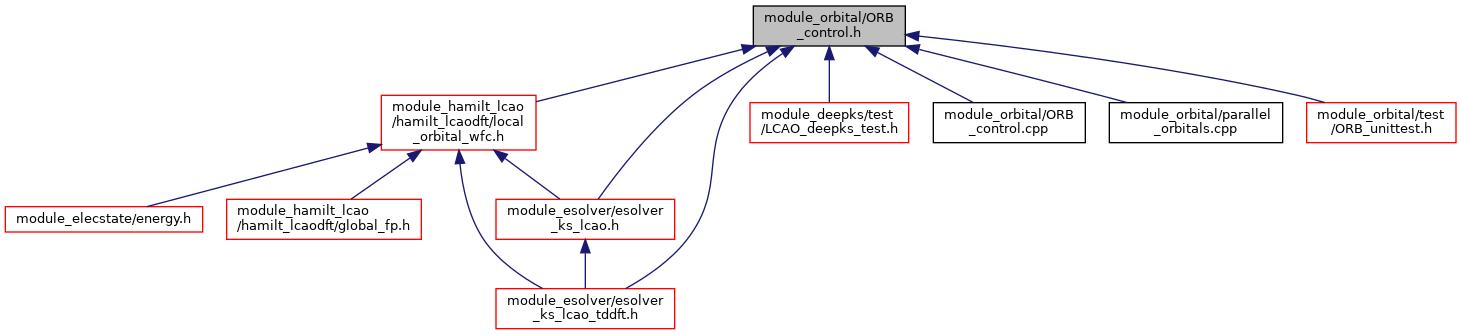 module_orbital/ORB
_control.h
module_hamilt_lcao
/hamilt_lcaodft/local
_orbital_wfc.h
module_deepks/test
/LCAO_deepks_test.h
module_orbital/ORB
_control.cpp
module_orbital/parallel
_orbitals.cpp
module_orbital/test
/ORB_unittest.h
module_elecstate/energy.h
module_hamilt_lcao
/hamilt_lcaodft/global_fp.h
module_esolver/esolver
_ks_lcao.h
module_esolver/esolver
_ks_lcao_tddft.h